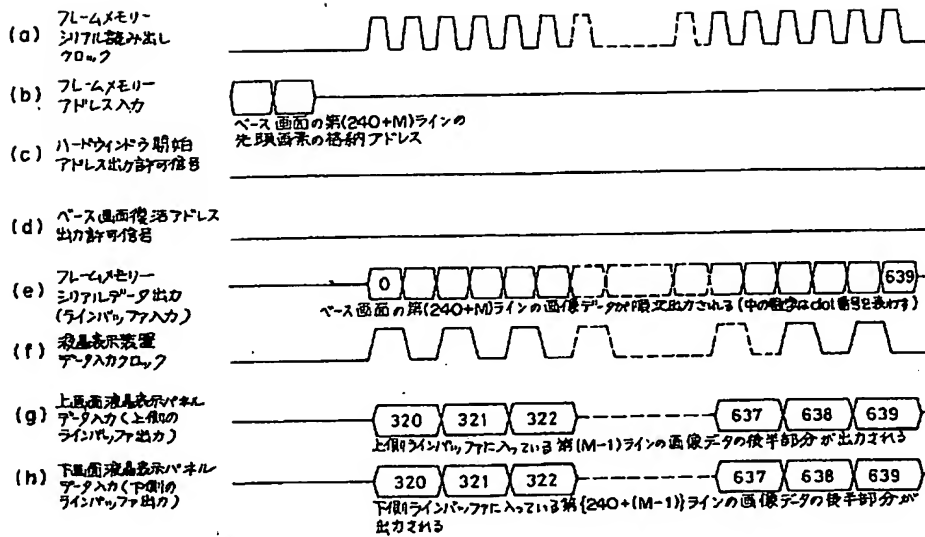 (a) フレームメモリー
シリアル読み出し
クロック
(b) フレームメモリー
アドレス入力
ベース画面の第(240+M)ラインの
先頭画素の格納アドレス
(c) ハードウィンドウ開始
アドレス出力許可信号
(d) ベース画面復活アドレス
出力許可信号
(e) フレームメモリー
シリアルデータ出力
(ラインバッファ入力)
0 639
ベース画面の第(240+M)ラインの画像データが順次出力される(中の数字はdot番号を表わす)
(f) 液晶表示装置
データ入力クロック
(g) 上画面液晶表示パネル
データ入力(上側の
ラインバッファ出力)
320 321 322 637 638 639
上側ラインバッファに入っている第(M-1)ラインの画像データの後半部分が出力される
(h) 下画面液晶表示パネル
データ入力(下側の
ラインバッファ出力)
320 321 322 637 638 639
下側ラインバッファに入っている第{240+(M-1)}ラインの画像データの後半部分が
出力される